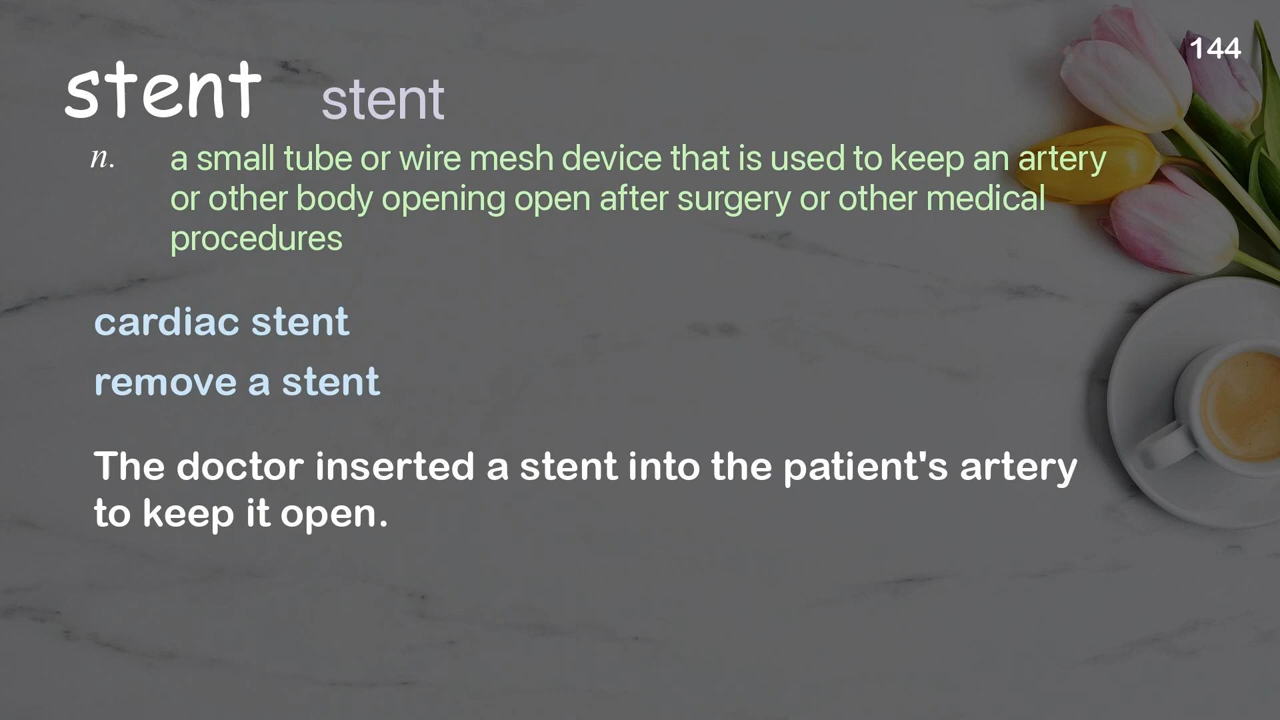 144
stent stent
n. a small tube or wire mesh device that is used to keep an artery
or other body opening open after surgery or other medical
procedures
cardiac stent
remove a stent
The doctor inserted a stent into the patient's artery
to keep it open.